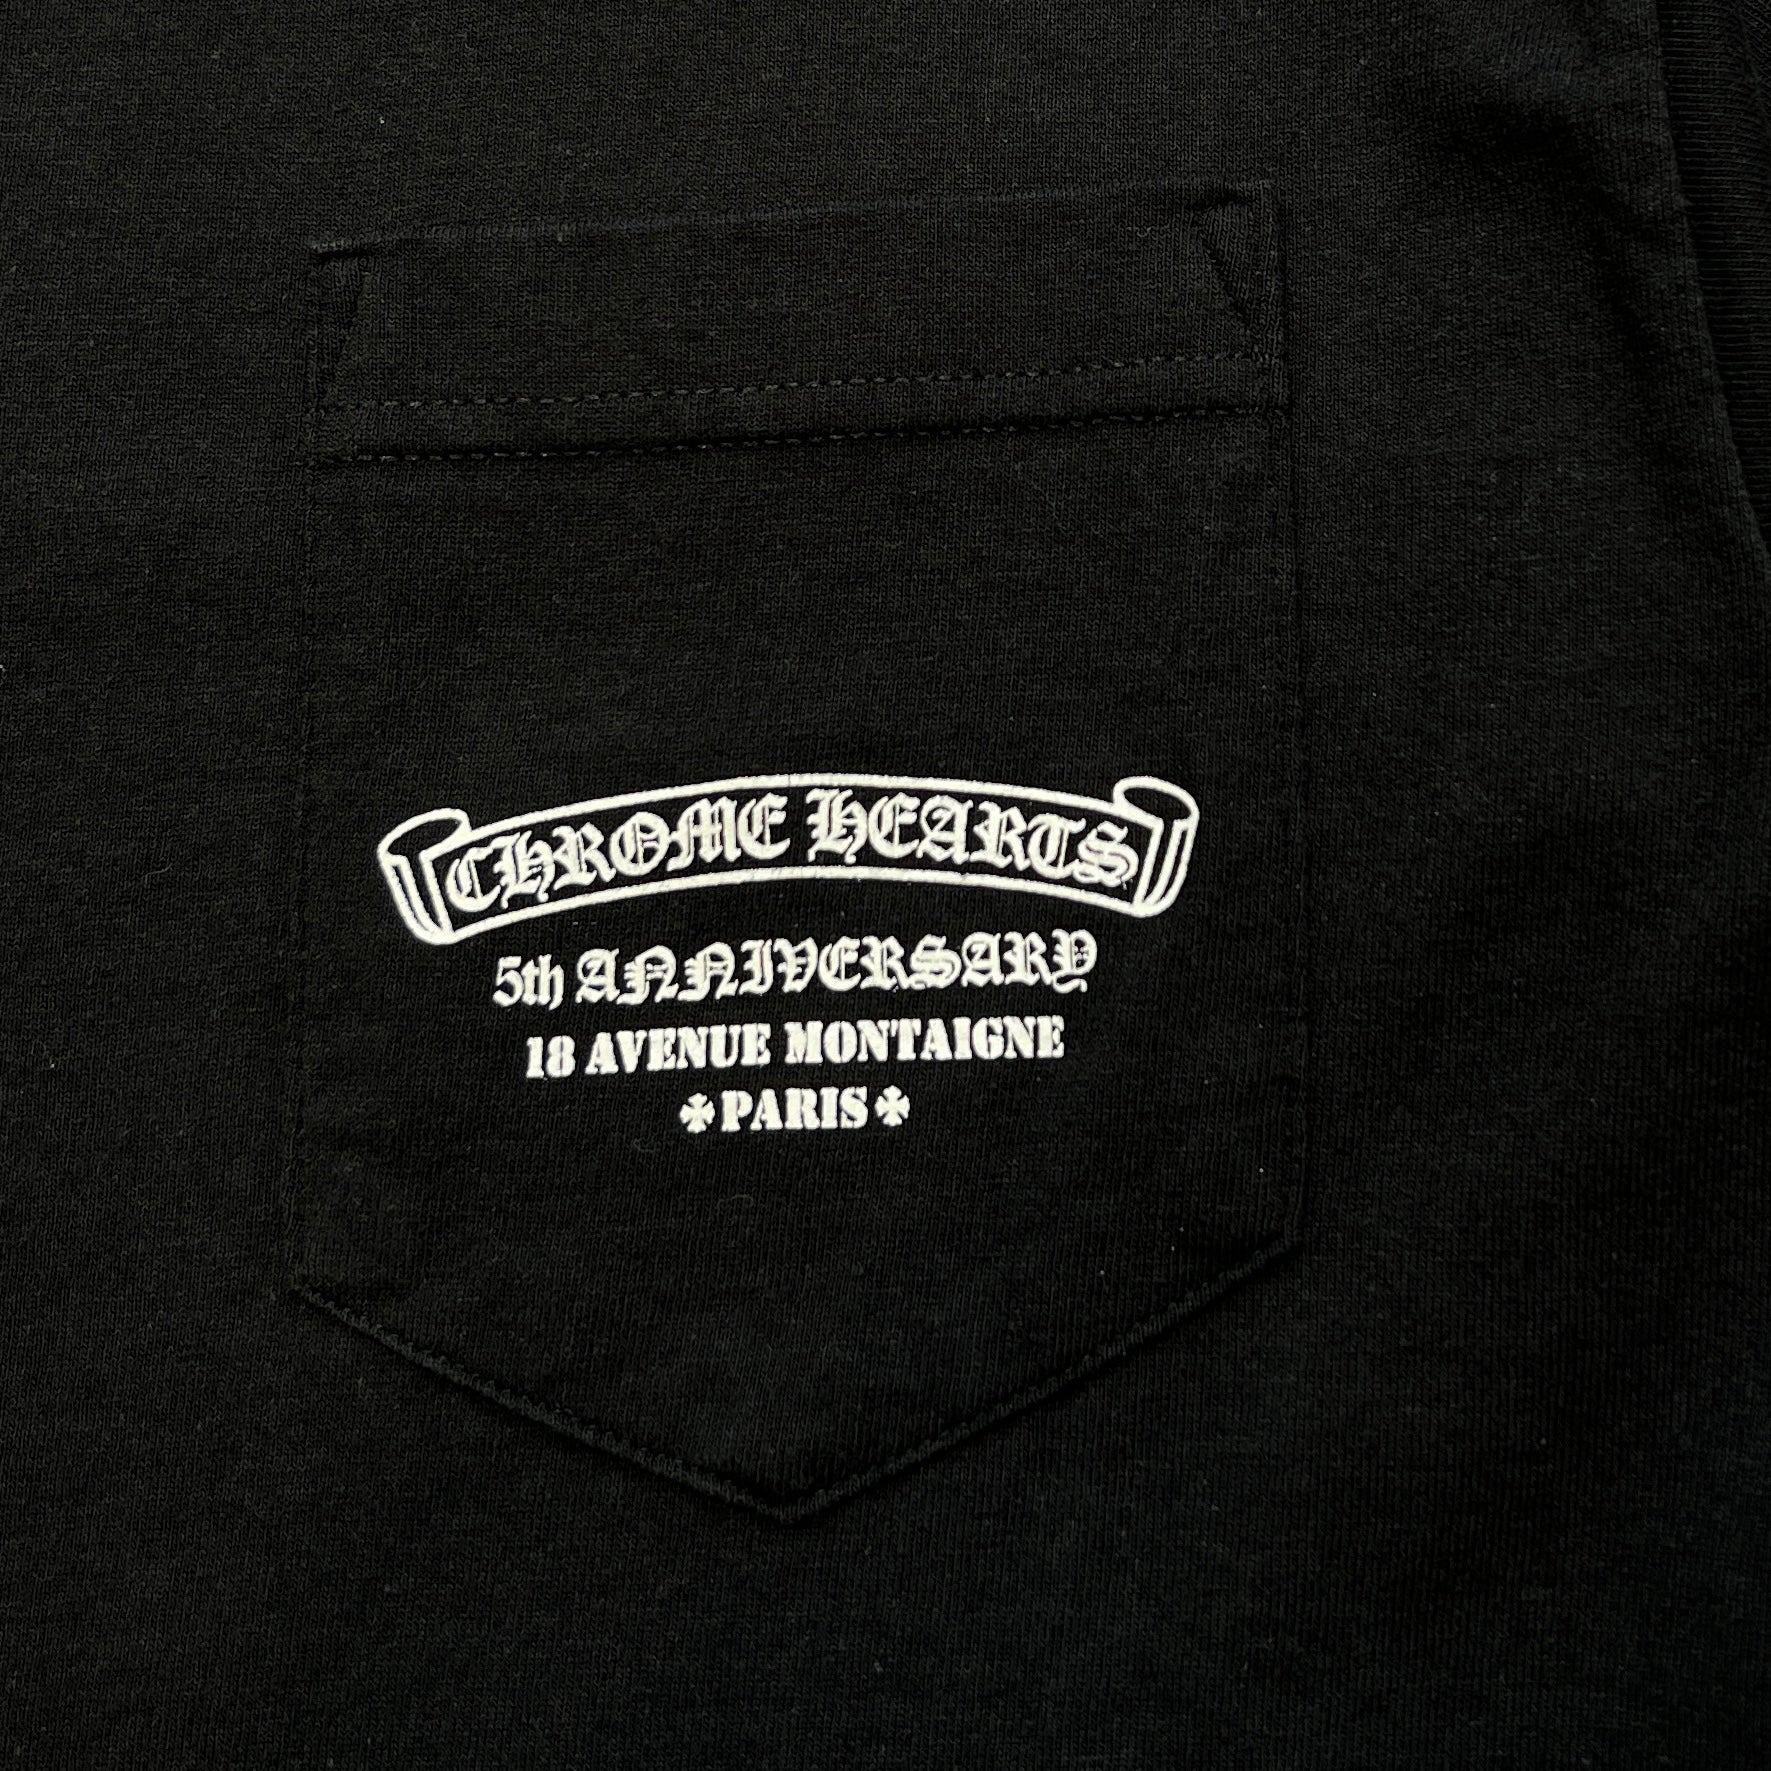 CHROME HEARTS
5th ANNIVERSARY
18 AVENUE MONTAIGNE
PARIS